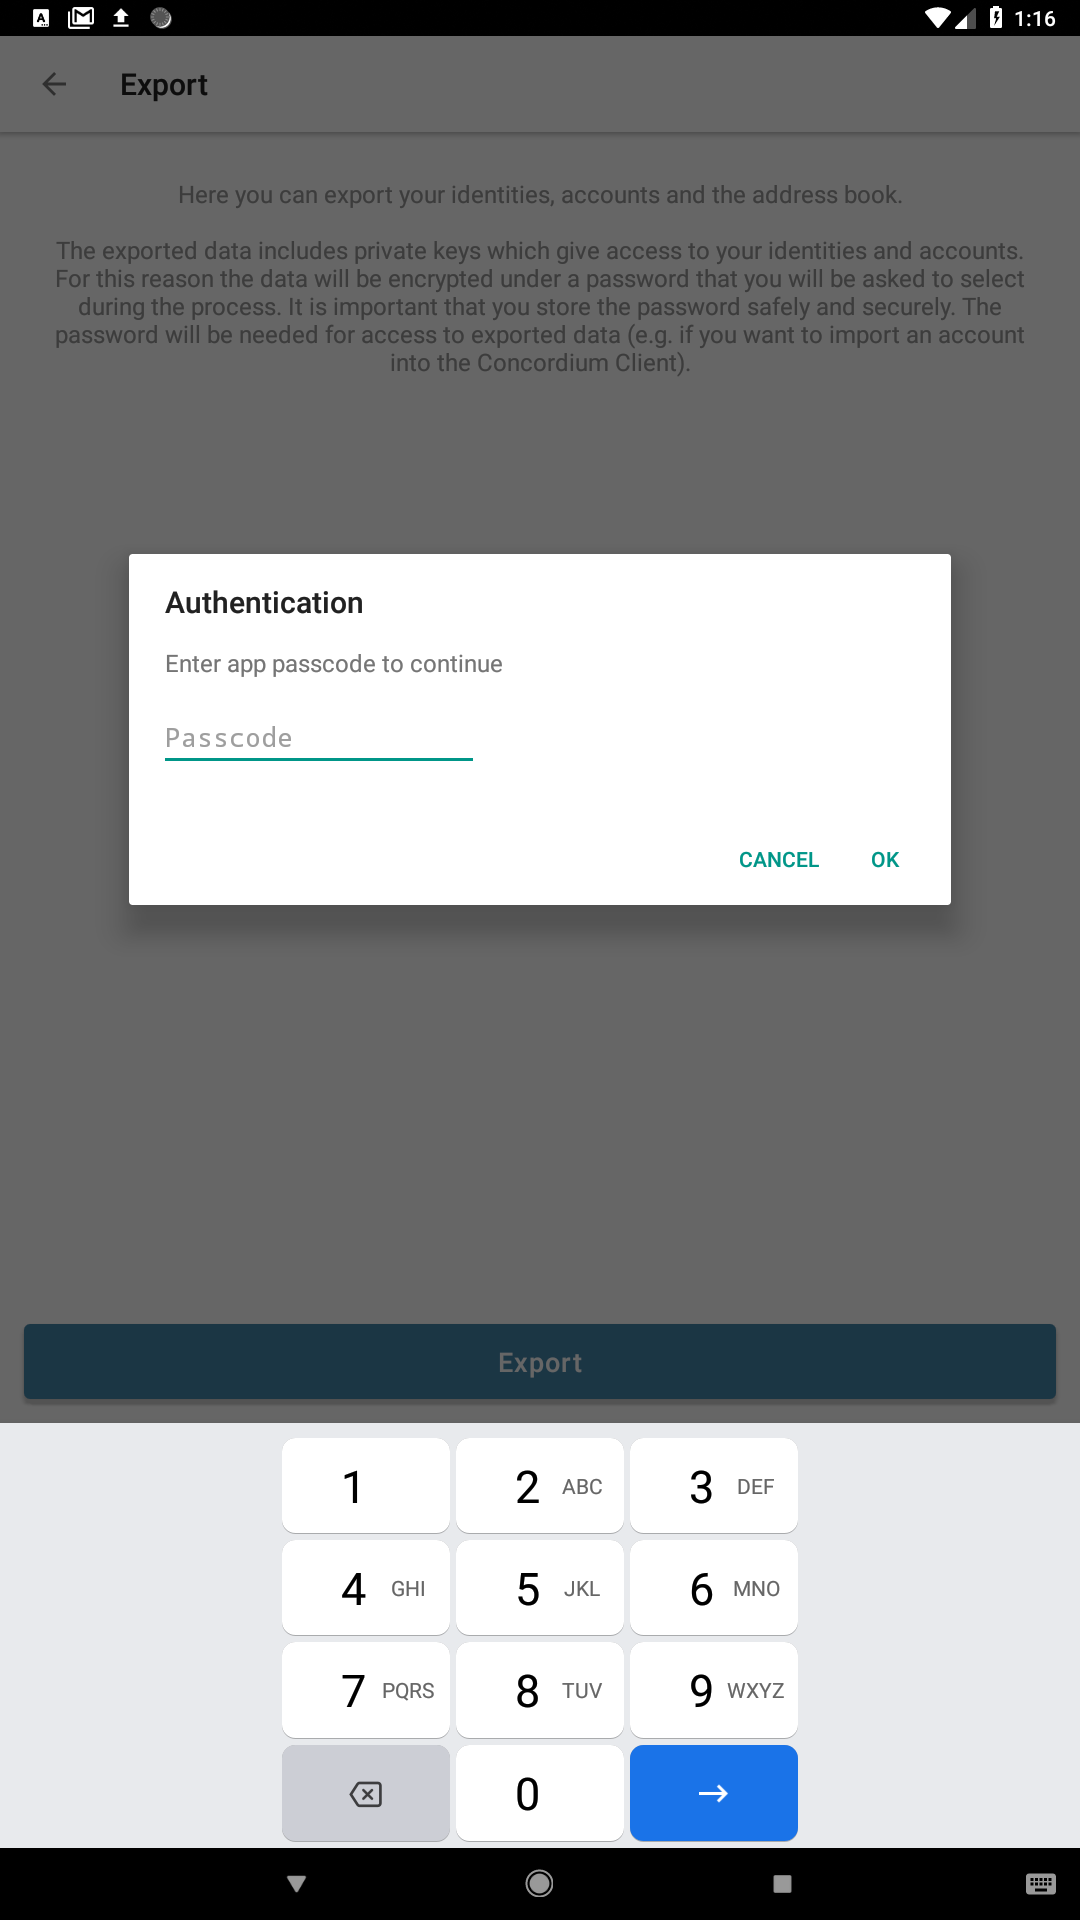 1:16
Export
Here you can export your identities, accounts and the address book.
The exported data includes private keys which give access to your identities and accounts.
For this reason the data will be encrypted under a password that you will be asked to select
during the process. It is important that you store the password safely and securely. The
password will be needed for access to exported data (e.g. if you want to import an account
into the Concordium Client).
Authentication
Enter app passcode to continue
Passcode
CANCEL OK
Export
1 2 ABC 3 DEF
4 GHI 5 JKL 6 MNO
7 PQRS 8 TUV 9 WXYZ
0